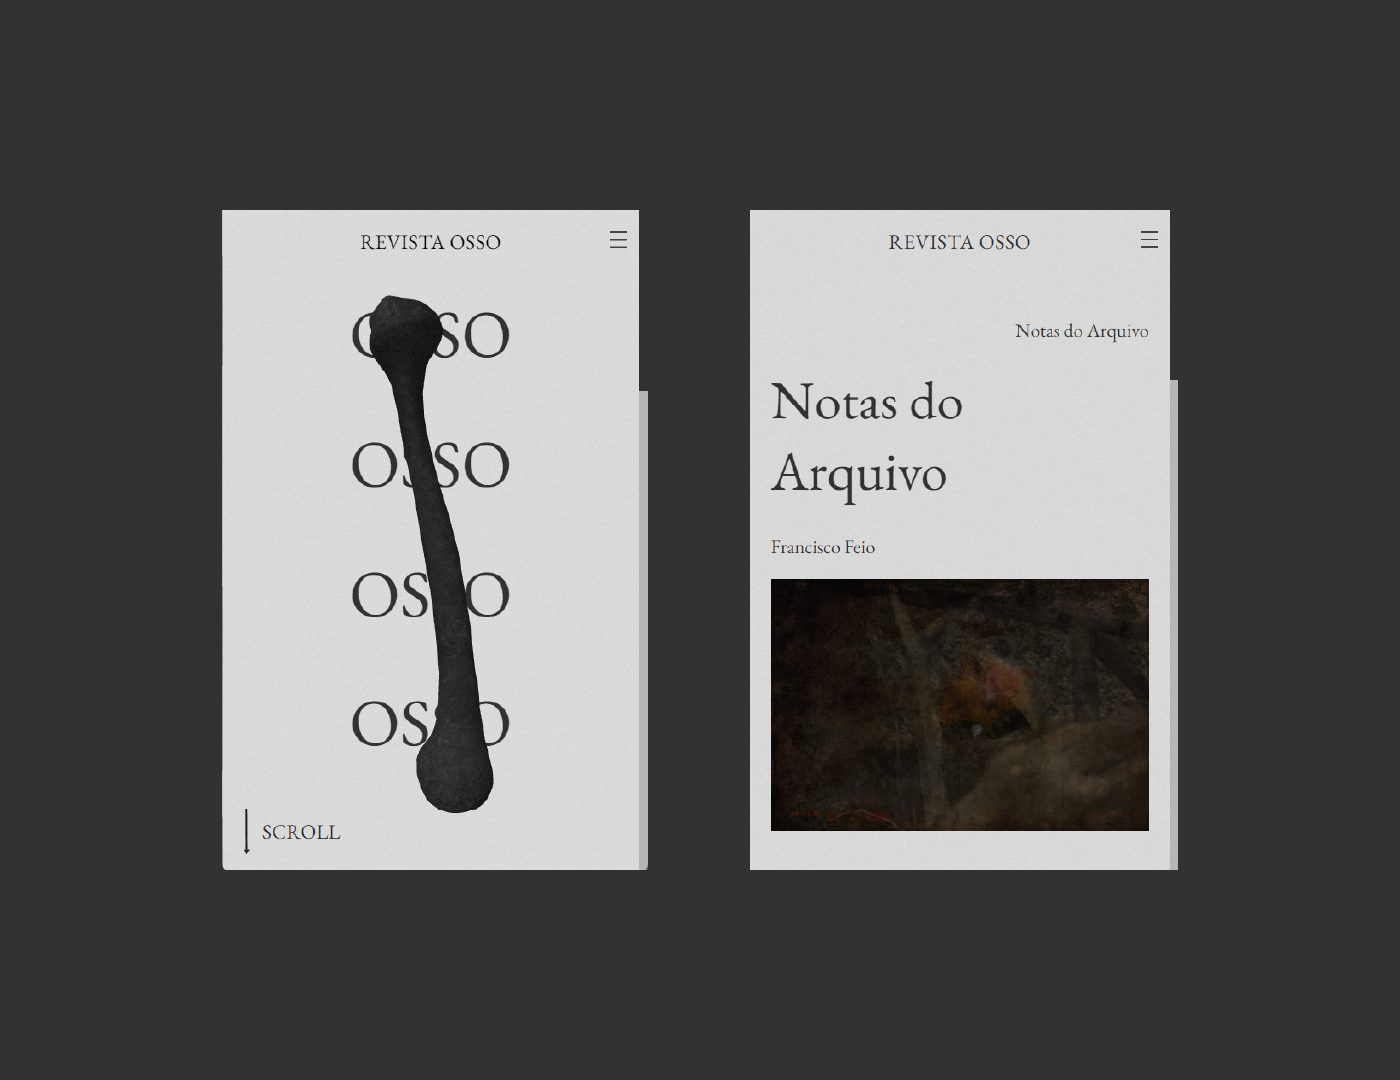 REVISTA OSSO
OSSO
OSSO
OSSO
OSSO
SCROLL
REVISTA OSSO
Notas do Arquivo
Notas do
Arquivo
Francisco Feio